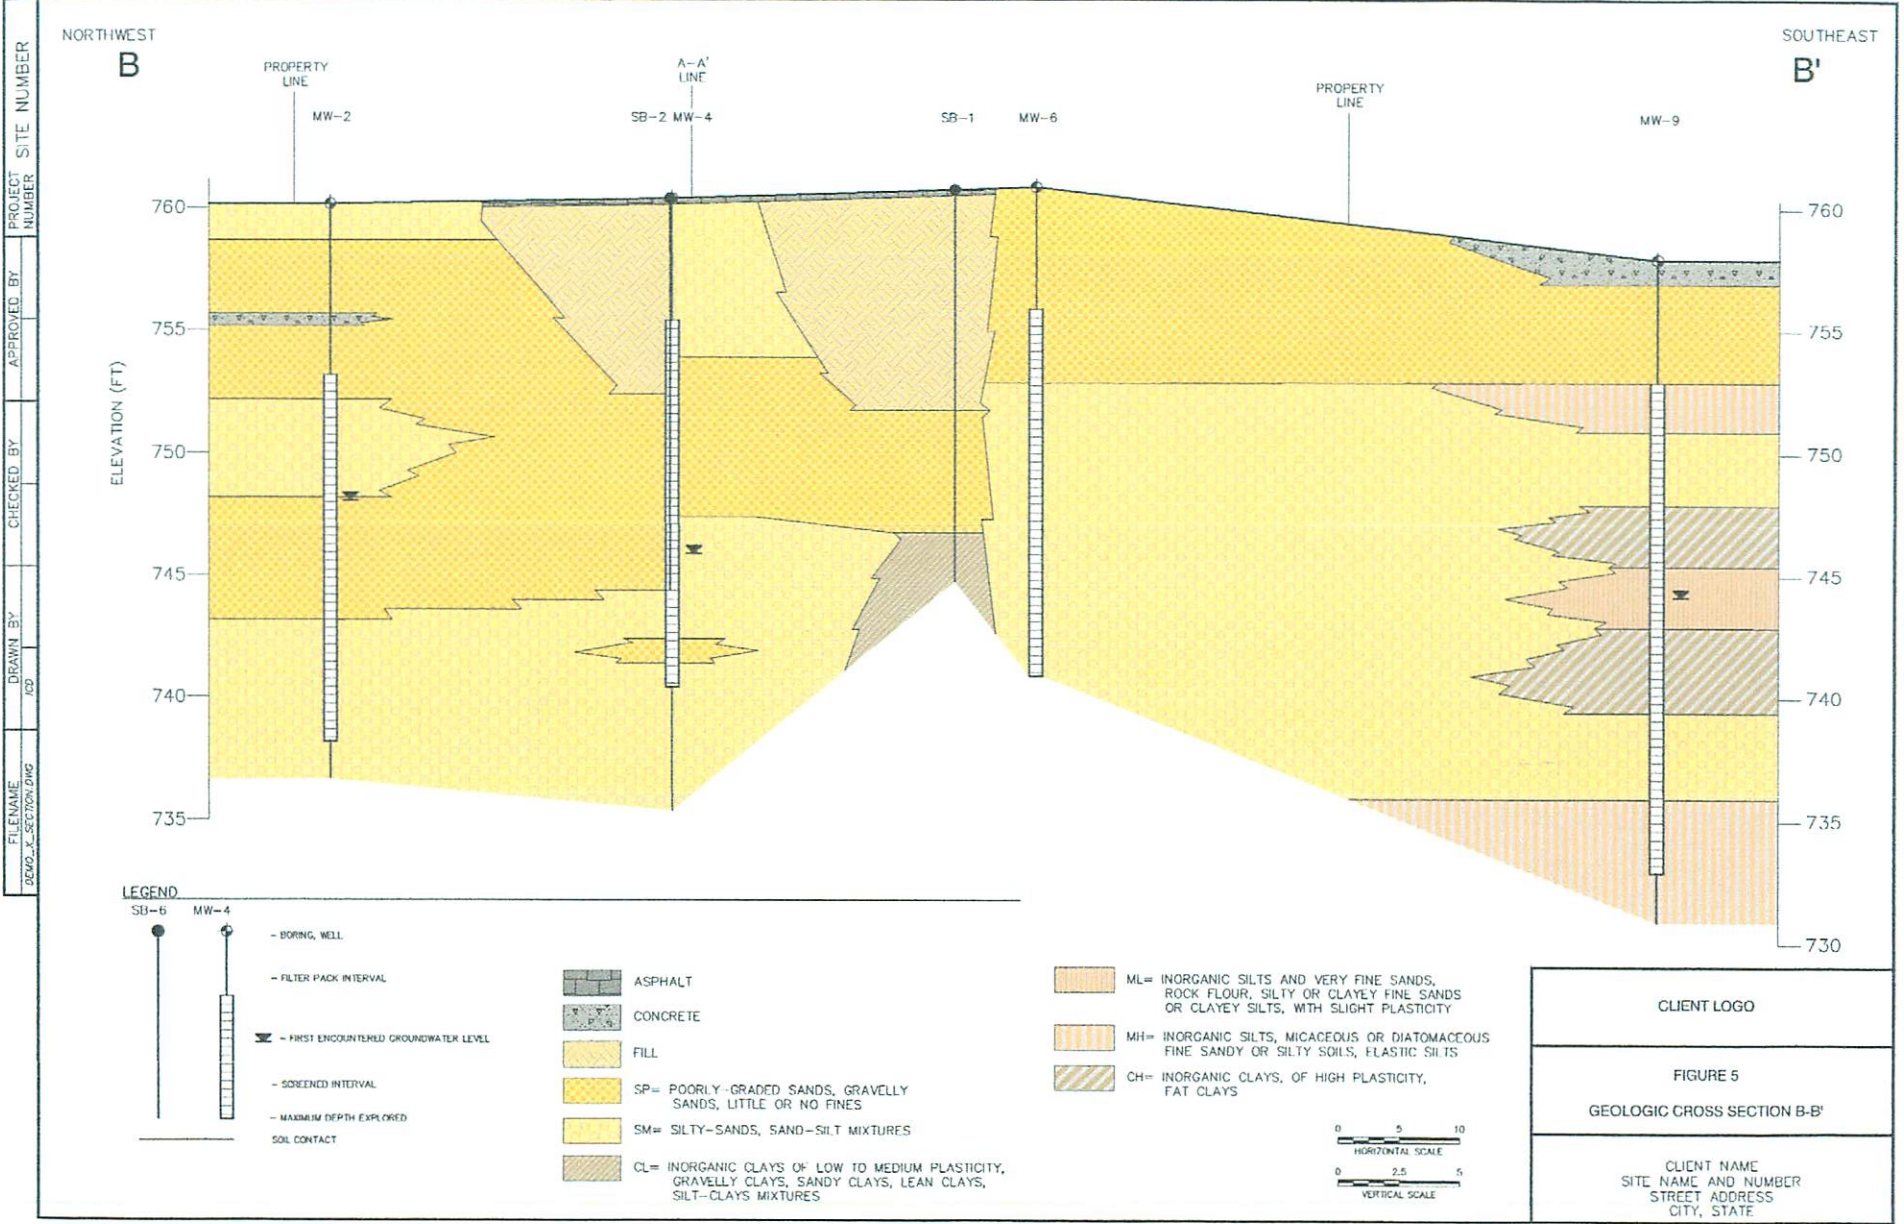 NORTHWEST
B
SOUTHEAST
B'
PROPERTY
LINE
MW-2
A-A'
LINE
SB-2 MW-4
SB-1
MW-6
PROPERTY
LINE
MW-9
760
755
750
745
740
735
ELEVATION (FT)
760
755
750
745
740
735
730
SITE NUMBER
PROJECT
NUMBER
APPROVED BY
CHECKED BY
DRAWN BY
ICD
FILENAME
DEMO_X_SECTION.DWG
LEGEND
SB-6 MW-4
- BORING, WELL
- FILTER PACK INTERVAL
- FIRST ENCOUNTERED GROUNDWATER LEVEL
- SCREENED INTERVAL
- MAXIMUM DEPTH EXPLORED
SOIL CONTACT
ASPHALT
CONCRETE
FILL
SP= POORLY-GRADED SANDS, GRAVELLY
SANDS, LITTLE OR NO FINES
SM= SILTY-SANDS, SAND-SILT MIXTURES
CL= INORGANIC CLAYS OF LOW TO MEDIUM PLASTICITY,
GRAVELLY CLAYS, SANDY CLAYS, LEAN CLAYS,
SILT-CLAYS MIXTURES
ML= INORGANIC SILTS AND VERY FINE SANDS,
ROCK FLOUR, SILTY OR CLAYEY FINE SANDS
OR CLAYEY SILTS, WITH SLIGHT PLASTICITY
MH= INORGANIC SILTS, MICACEOUS OR DIATOMACEOUS
FINE SANDY OR SILTY SOILS, ELASTIC SILTS
CH= INORGANIC CLAYS, OF HIGH PLASTICITY,
FAT CLAYS
0 5 10
HORIZONTAL SCALE
0 2.5 5
VERTICAL SCALE
CLIENT LOGO
FIGURE 5
GEOLOGIC CROSS SECTION B-B'
CLIENT NAME
SITE NAME AND NUMBER
STREET ADDRESS
CITY, STATE